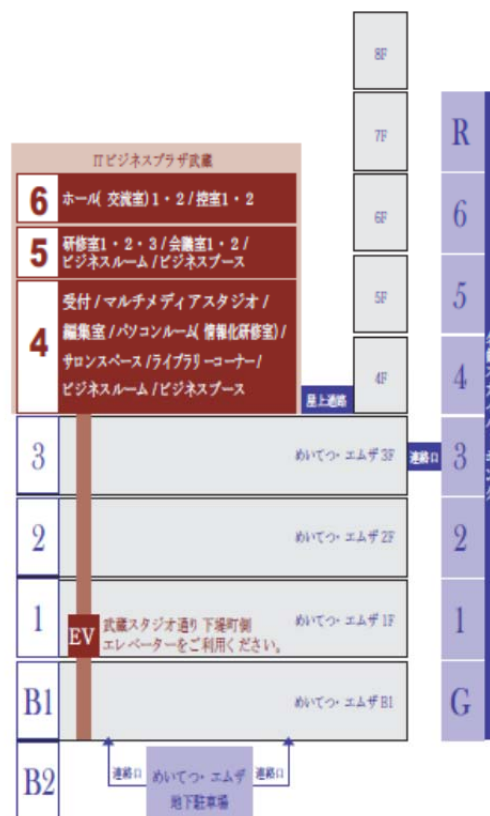 8F
7F
6F
5F
4F
R
6
5
4
3
2
1
G
ITビジネスプラザ武蔵
6 ホール(交流室)1・2/控室1・2
5 研修室1・2・3/会議室1・2/
ビジネスルーム/ビジネスブース
4 受付/マルチメディアスタジオ/
編集室/パソコンルーム(情報化研修室)/
サロンスペース/ライブラリーコーナー/
ビジネスルーム/ビジネスブース
屋上通路
3 めいてつ・エムザ3F 連絡口
2 めいてつ・エムザ2F
1 めいてつ・エムザ1F
EV 武蔵スタジオ通り下堤町側
エレベーターをご利用ください。
B1 めいてつ・エムザB1
B2
連絡口 めいてつ・エムザ 連絡口
地下駐車場